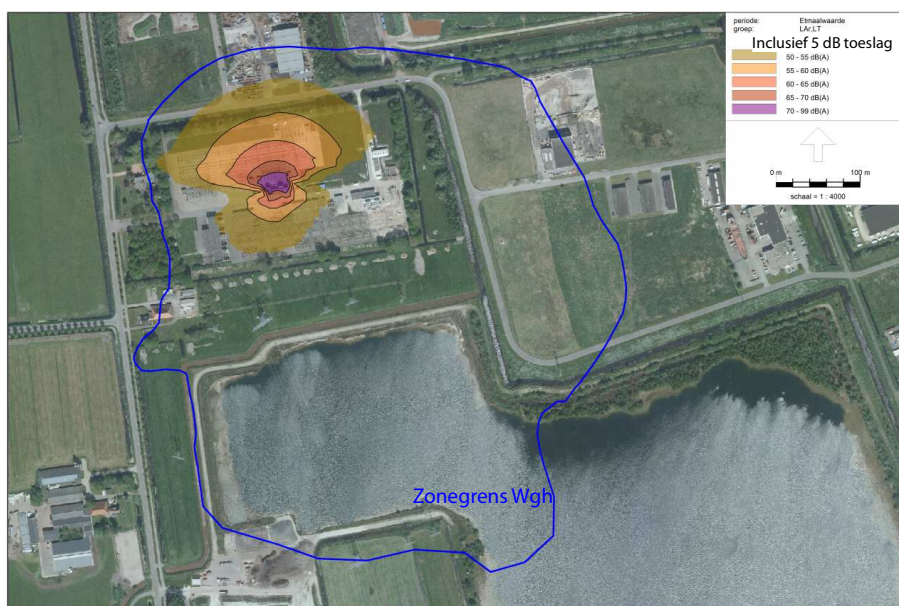 periode: Etmaalwaarde
groep: LAr,LT
Inclusief 5 dB toeslag
50 - 55 dB(A)
55 - 60 dB(A)
60 - 65 dB(A)
65 - 70 dB(A)
70 - 99 dB(A)
0 m 100 m
schaal = 1 : 4000
Zonegrens Wgh